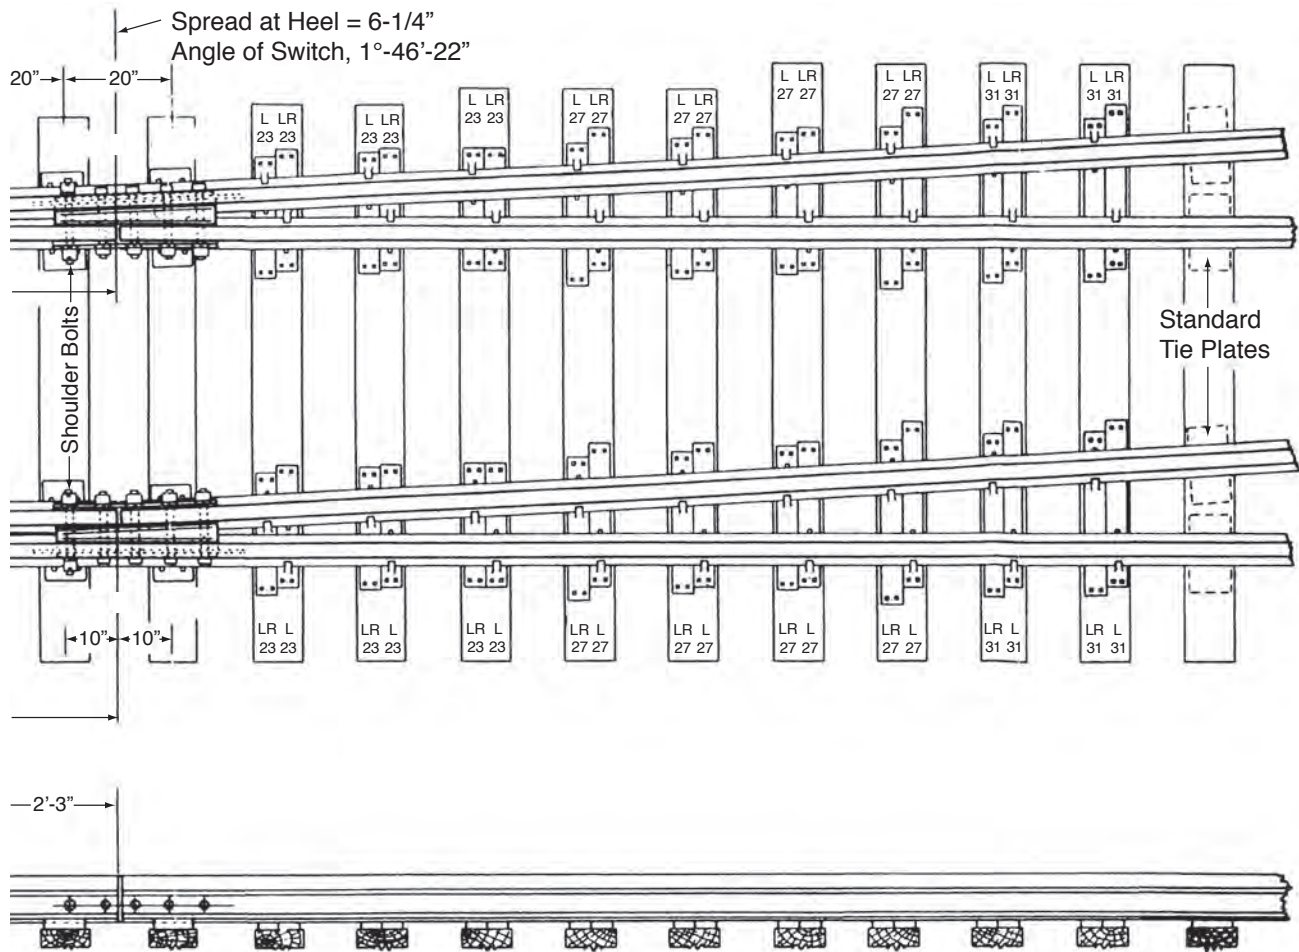 Spread at Heel = 6-1/4”
Angle of Switch, 1°-46’-22”
20” 20”
L LR
23 23
L LR
23 23
L LR
23 23
L LR
27 27
L LR
27 27
L LR
27 27
L LR
27 27
L LR
31 31
L LR
31 31
Shoulder Bolts
Standard
Tie Plates
10” 10”
LR L
23 23
LR L
23 23
LR L
23 23
LR L
27 27
LR L
27 27
LR L
27 27
LR L
27 27
LR L
31 31
LR L
31 31
2’-3”